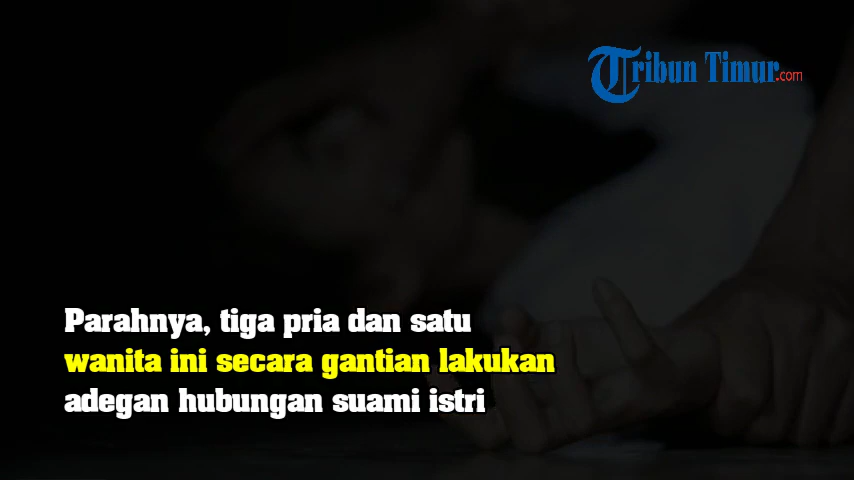 Tribun Timur.com
Parahnya, tiga pria dan satu
wanita ini secara gantian lakukan
adegan hubungan suami istri